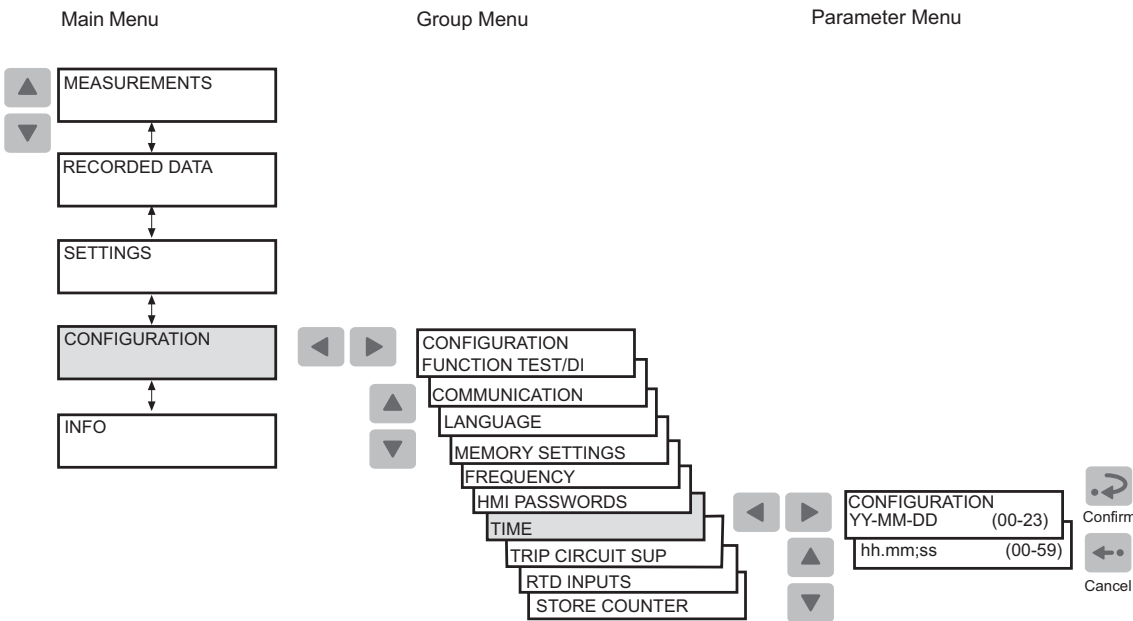 Main Menu
Group Menu
Parameter Menu
MEASUREMENTS
RECORDED DATA
SETTINGS
CONFIGURATION
INFO
CONFIGURATION
FUNCTION TEST/DI
COMMUNICATION
LANGUAGE
MEMORY SETTINGS
FREQUENCY
HMI PASSWORDS
TIME
TRIP CIRCUIT SUP
RTD INPUTS
STORE COUNTER
CONFIGURATION
YY-MM-DD (00-23)
hh.mm;ss (00-59)
Confirm
Cancel